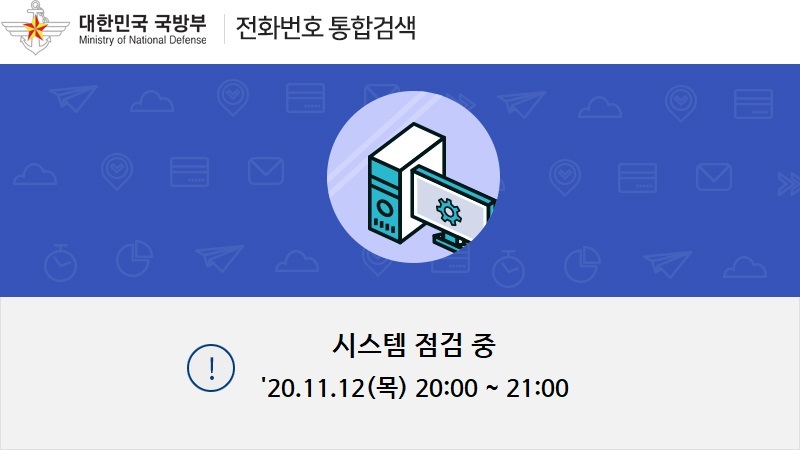 대한민국 국방부
Ministry of National Defense
전화번호 통합검색
!
시스템 점검 중
'20.11.12(목) 20:00 ~ 21:00